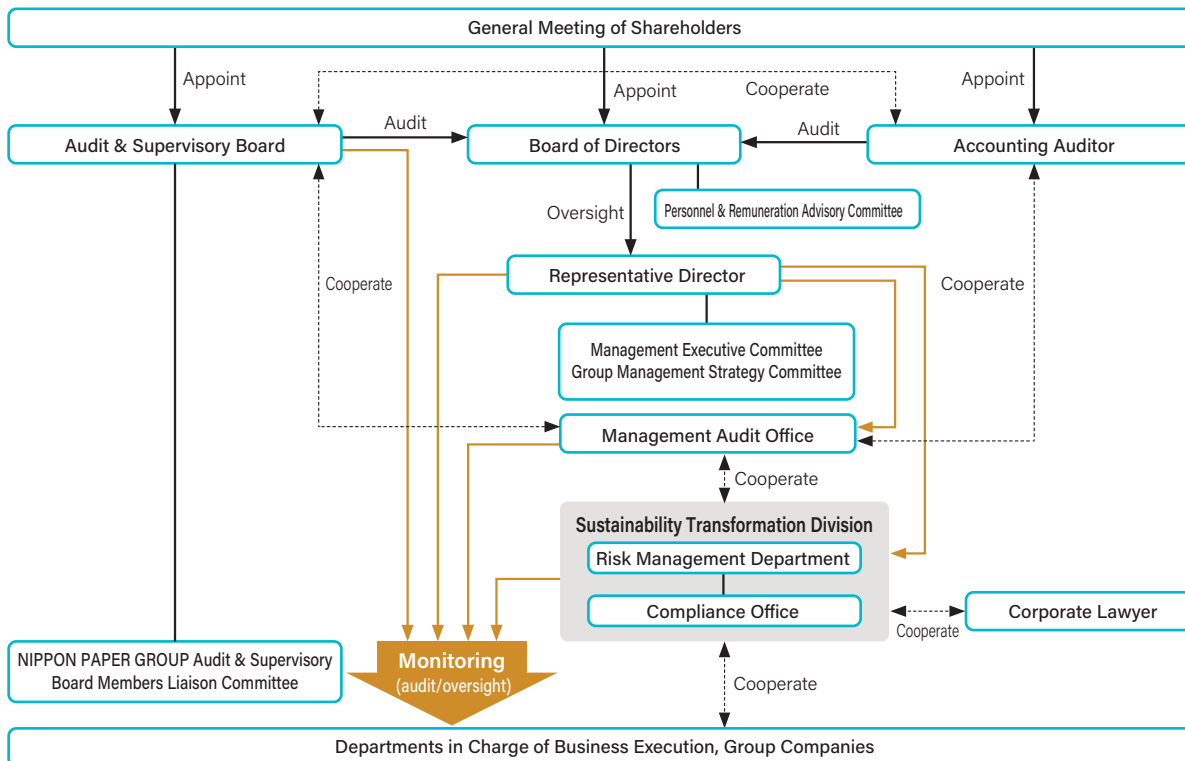 General Meeting of Shareholders
Appoint
Appoint
Cooperate
Appoint
Audit & Supervisory Board
Audit
Board of Directors
Audit
Accounting Auditor
Personnel & Remuneration Advisory Committee
Oversight
Representative Director
Cooperate
Cooperate
Management Executive Committee
Group Management Strategy Committee
Management Audit Office
Cooperate
Sustainability Transformation Division
Risk Management Department
Compliance Office
Corporate Lawyer
Cooperate
NIPPON PAPER GROUP Audit & Supervisory
Board Members Liaison Committee
Monitoring
(audit/oversight)
Cooperate
Departments in Charge of Business Execution, Group Companies